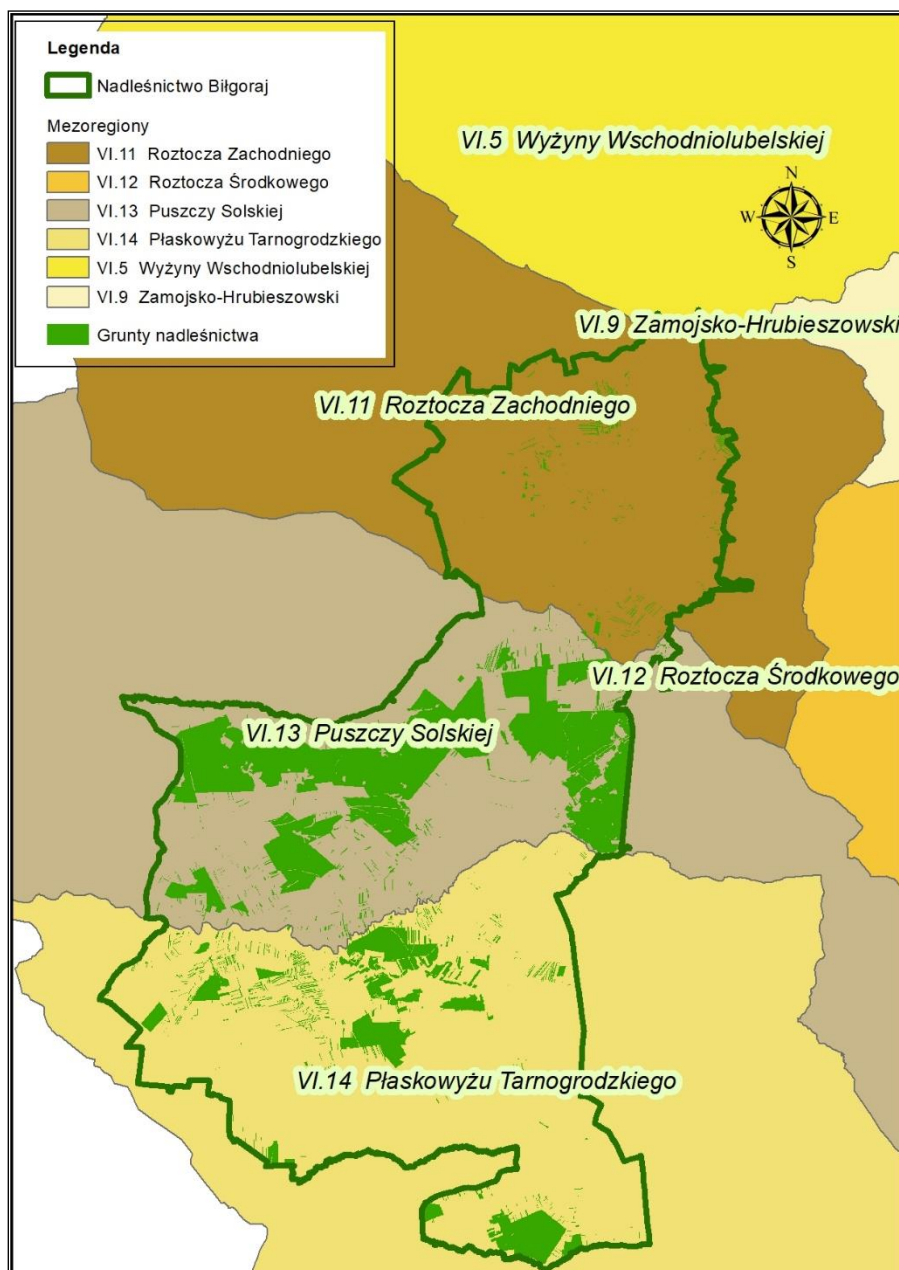 Legenda
Nadleśnictwo Biłgoraj
Mezoregiony
VI.11 Roztocza Zachodniego
VI.12 Roztocza Środkowego
VI.13 Puszczy Solskiej
VI.14 Płaskowyżu Tarnogrodzkiego
VI.5 Wyżyny Wschodniolubelskiej
VI.9 Zamojsko-Hrubieszowski
Grunty nadleśnictwa
VI.5 Wyżyny Wschodniolubelskiej
N
W E
S
VI.9 Zamojsko-Hrubieszowski
VI.11 Roztocza Zachodniego
VI.12 Roztocza Środkowego
VI.13 Puszczy Solskiej
VI.14 Płaskowyżu Tarnogrodzkiego